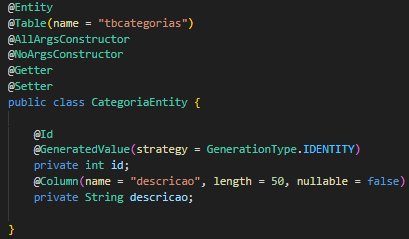 @Entity
@Table(name = "tbcategorias")
@AllArgsConstructor
@NoArgsConstructor
@Getter
@Setter
public class CategoriaEntity {
@Id
@GeneratedValue(strategy = GenerationType.IDENTITY)
private int id;
@Column(name = "descricao", length = 50, nullable = false)
private String descricao;
}